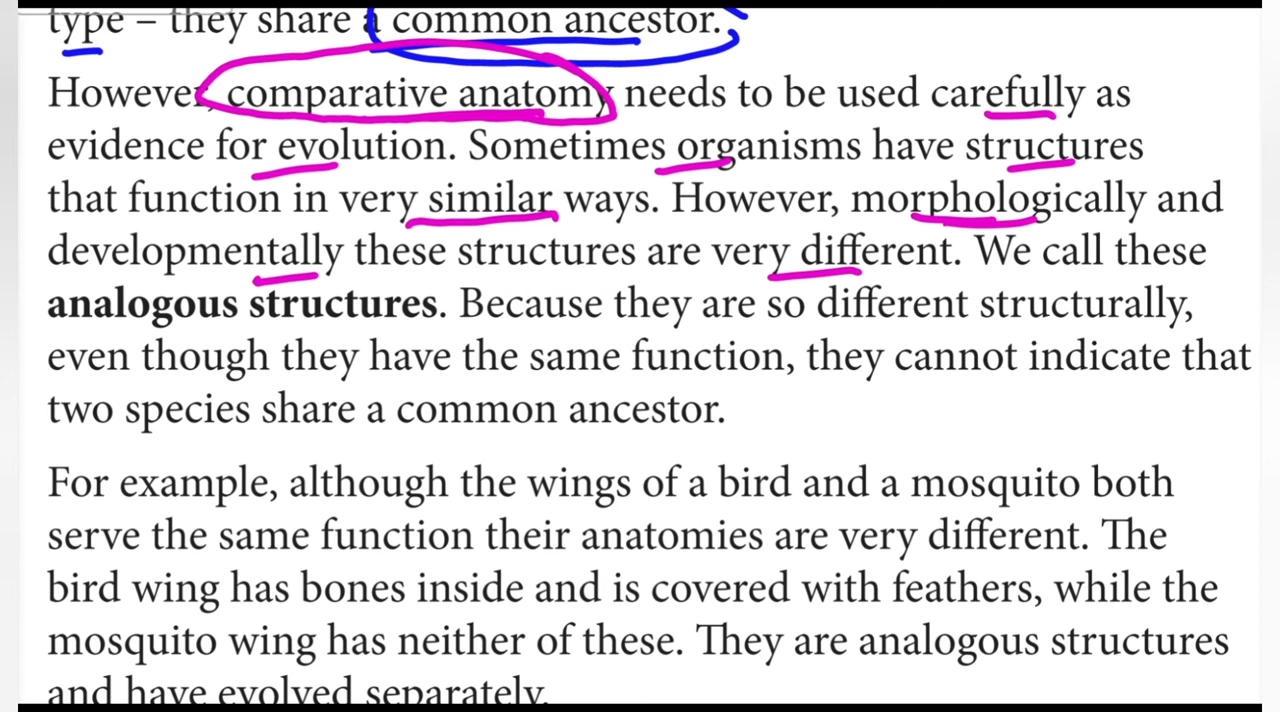 type – they share a common ancestor.
However, comparative anatomy needs to be used carefully as
evidence for evolution. Sometimes organisms have structures
that function in very similar ways. However, morphologically and
developmentally these structures are very different. We call these
analogous structures. Because they are so different structurally,
even though they have the same function, they cannot indicate that
two species share a common ancestor.
For example, although the wings of a bird and a mosquito both
serve the same function their anatomies are very different. The
bird wing has bones inside and is covered with feathers, while the
mosquito wing has neither of these. They are analogous structures
and have evolved separately.